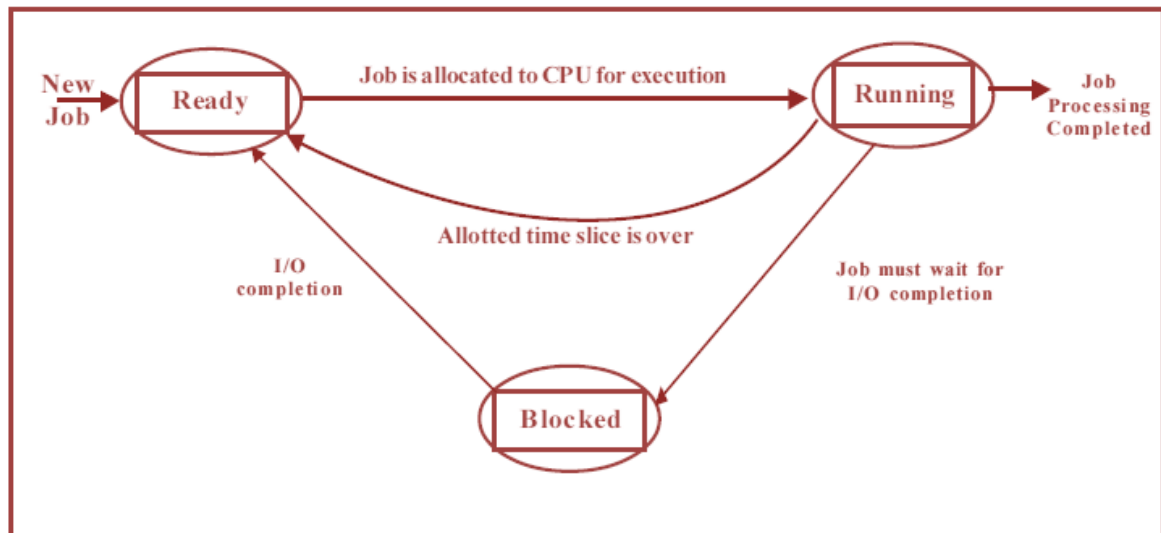 New
Job
Ready
Job is allocated to CPU for execution
Running
Job
Processing
Completed
Allotted time slice is over
I/O
completion
Job must wait for
I/O completion
Blocked